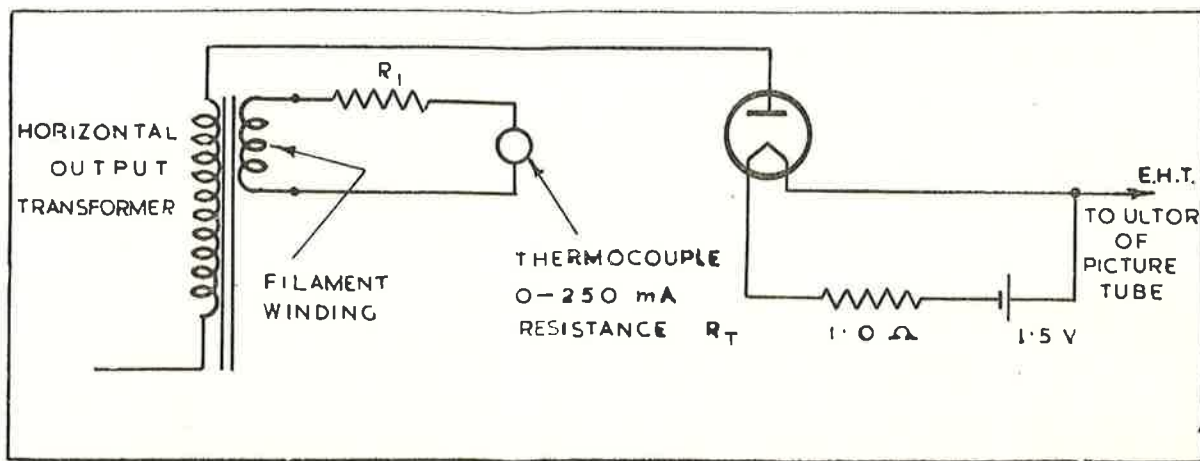 R₁
HORIZONTAL
OUTPUT
TRANSFORMER
FILAMENT
WINDING
THERMOCOUPLE
0-250 mA
RESISTANCE R_T
E.H.T.
TO ULTOR
OF
PICTURE
TUBE
1·0 Ω
1·5 V